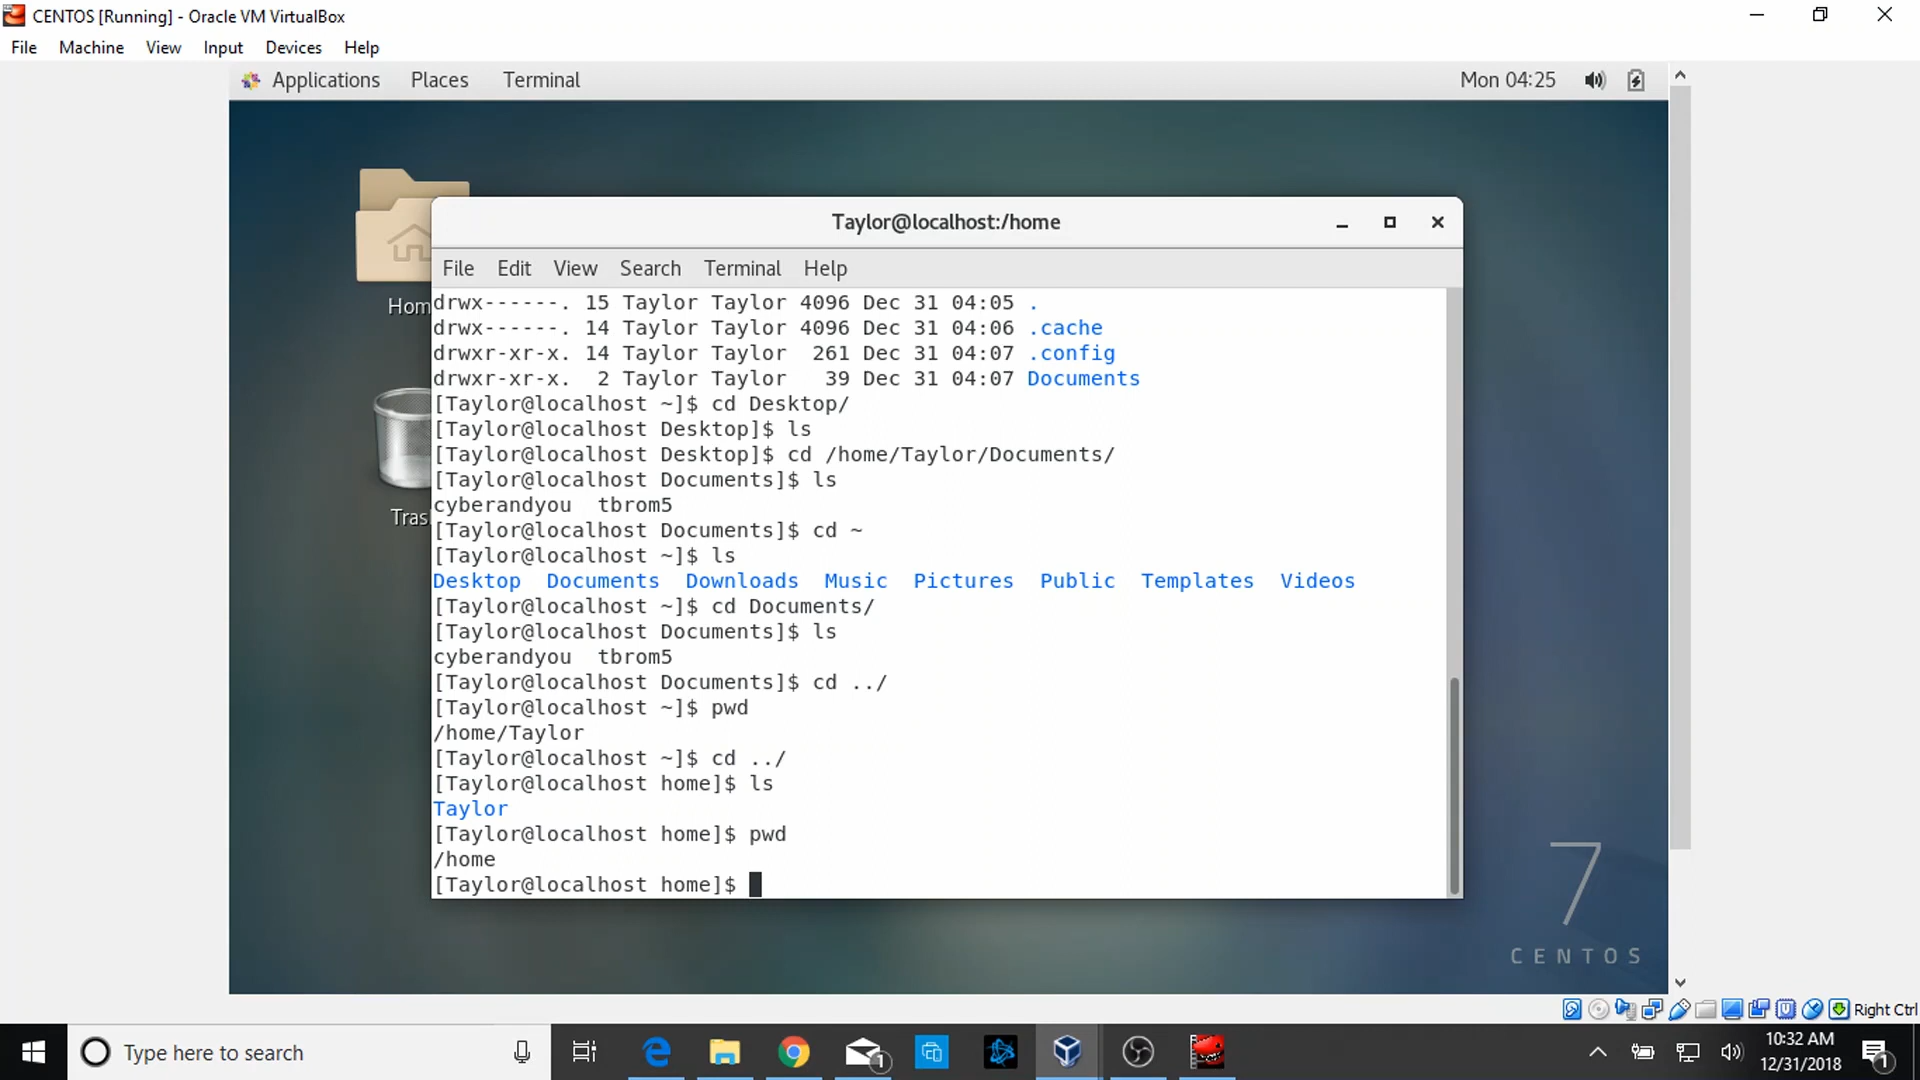 CENTOS [Running] - Oracle VM VirtualBox
File Machine View Input Devices Help
Applications Places Terminal Mon 04:25
Taylor@localhost:/home
File Edit View Search Terminal Help
Hom
Tras
drwx------. 15 Taylor Taylor 4096 Dec 31 04:05 .
drwx------. 14 Taylor Taylor 4096 Dec 31 04:06 .cache
drwxr-xr-x. 14 Taylor Taylor  261 Dec 31 04:07 .config
drwxr-xr-x.  2 Taylor Taylor   39 Dec 31 04:07 Documents
[Taylor@localhost ~]$ cd Desktop/
[Taylor@localhost Desktop]$ ls
[Taylor@localhost Desktop]$ cd /home/Taylor/Documents/
[Taylor@localhost Documents]$ ls
cyberandyou  tbrom5
[Taylor@localhost Documents]$ cd ~
[Taylor@localhost ~]$ ls
Desktop  Documents  Downloads  Music  Pictures  Public  Templates  Videos
[Taylor@localhost ~]$ cd Documents/
[Taylor@localhost Documents]$ ls
cyberandyou  tbrom5
[Taylor@localhost Documents]$ cd ../
[Taylor@localhost ~]$ pwd
/home/Taylor
[Taylor@localhost ~]$ cd ../
[Taylor@localhost home]$ ls
Taylor
[Taylor@localhost home]$ pwd
/home
[Taylor@localhost home]$
7
CENTOS
Right Ctrl
Type here to search
1
10:32 AM
12/31/2018
1